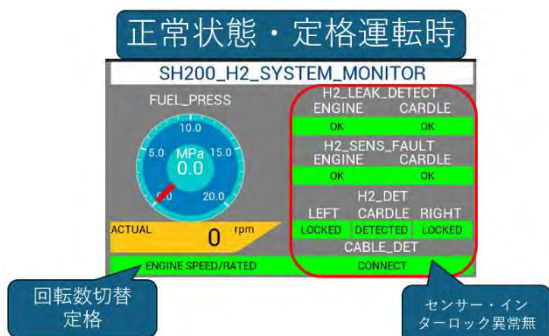 正常状態・定格運転時
SH200_H2_SYSTEM_MONITOR
FUEL_PRESS
10.0
5.0 MPa 15.0
0.0
0.0 20.0
ACTUAL 0 rpm
ENGINE SPEED/RATED
H2_LEAK_DETECT
ENGINE CARDLE
OK OK
H2_SENS_FAULT
ENGINE CARDLE
OK OK
H2_DET
LEFT CARDLE RIGHT
LOCKED DETECTED LOCKED
CABLE_DET
CONNECT
回転数切替
定格
センサー・イン
ターロック異常無